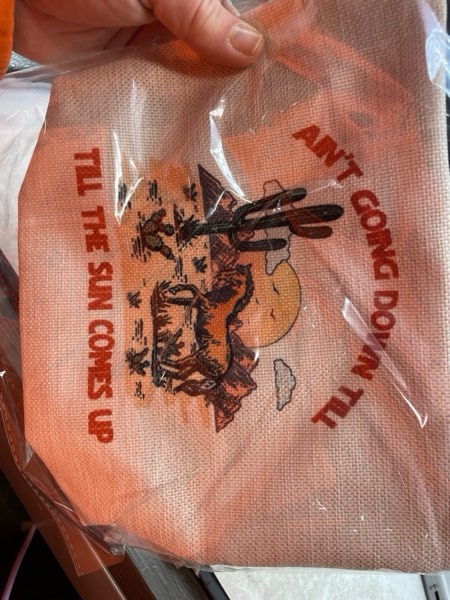 AIN'T GOING DOWN TILL
TILL THE SUN COMES UP